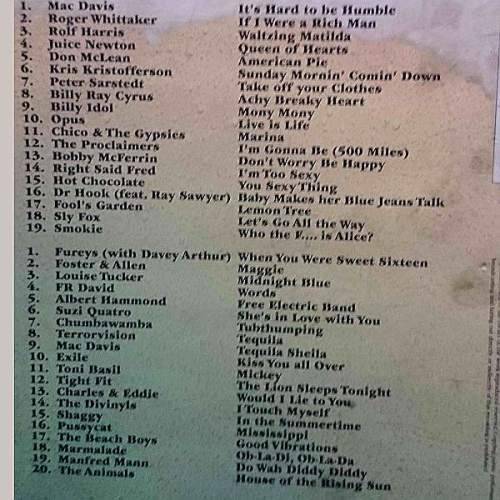 1. Mac Davis It's Hard to be Humble
2. Roger Whittaker If I Were a Rich Man
3. Rolf Harris Waltzing Matilda
4. Juice Newton Queen of Hearts
5. Don McLean American Pie
6. Kris Kristofferson Sunday Mornin' Comin' Down
7. Peter Sarstedt Take off your Clothes
8. Billy Ray Cyrus Achy Breaky Heart
9. Billy Idol Mony Mony
10. Opus Live is Life
11. Chico & The Gypsies Marina
12. The Proclaimers I'm Gonna Be (500 Miles)
13. Bobby McFerrin Don't Worry Be Happy
14. Right Said Fred I'm Too Sexy
15. Hot Chocolate You Sexy Thing
16. Dr Hook (feat. Ray Sawyer) Baby Makes her Blue Jeans Talk
17. Fool's Garden Lemon Tree
18. Sly Fox Let's Go All the Way
19. Smokie Who the F.... is Alice?
1. Fureys (with Davey Arthur) When You Were Sweet Sixteen
2. Foster & Allen Maggie
3. Louise Tucker Midnight Blue
4. FR David Words
5. Albert Hammond Free Electric Band
6. Suzi Quatro She's in Love with You
7. Chumbawamba Tubthumping
8. Terrorvision Tequila
9. Mac Davis Tequila Sheila
10. Exile Kiss You all Over
11. Toni Basil Mickey
12. Tight Fit The Lion Sleeps Tonight
13. Charles & Eddie Would I Lie to You
14. The Divinyls I Touch Myself
15. Shaggy In the Summertime
16. Pussycat Mississippi
17. The Beach Boys Good Vibrations
18. Marmalade Ob-La-Di, Ob-La-Da
19. Manfred Mann Do Wah Diddy Diddy
20. The Animals House of the Rising Sun